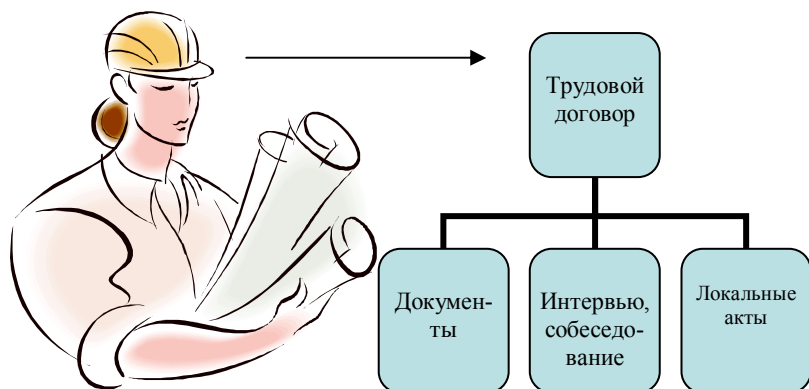 Трудовой
договор
Докумен-
ты
Интервью,
собеседо-
вание
Локальные
акты